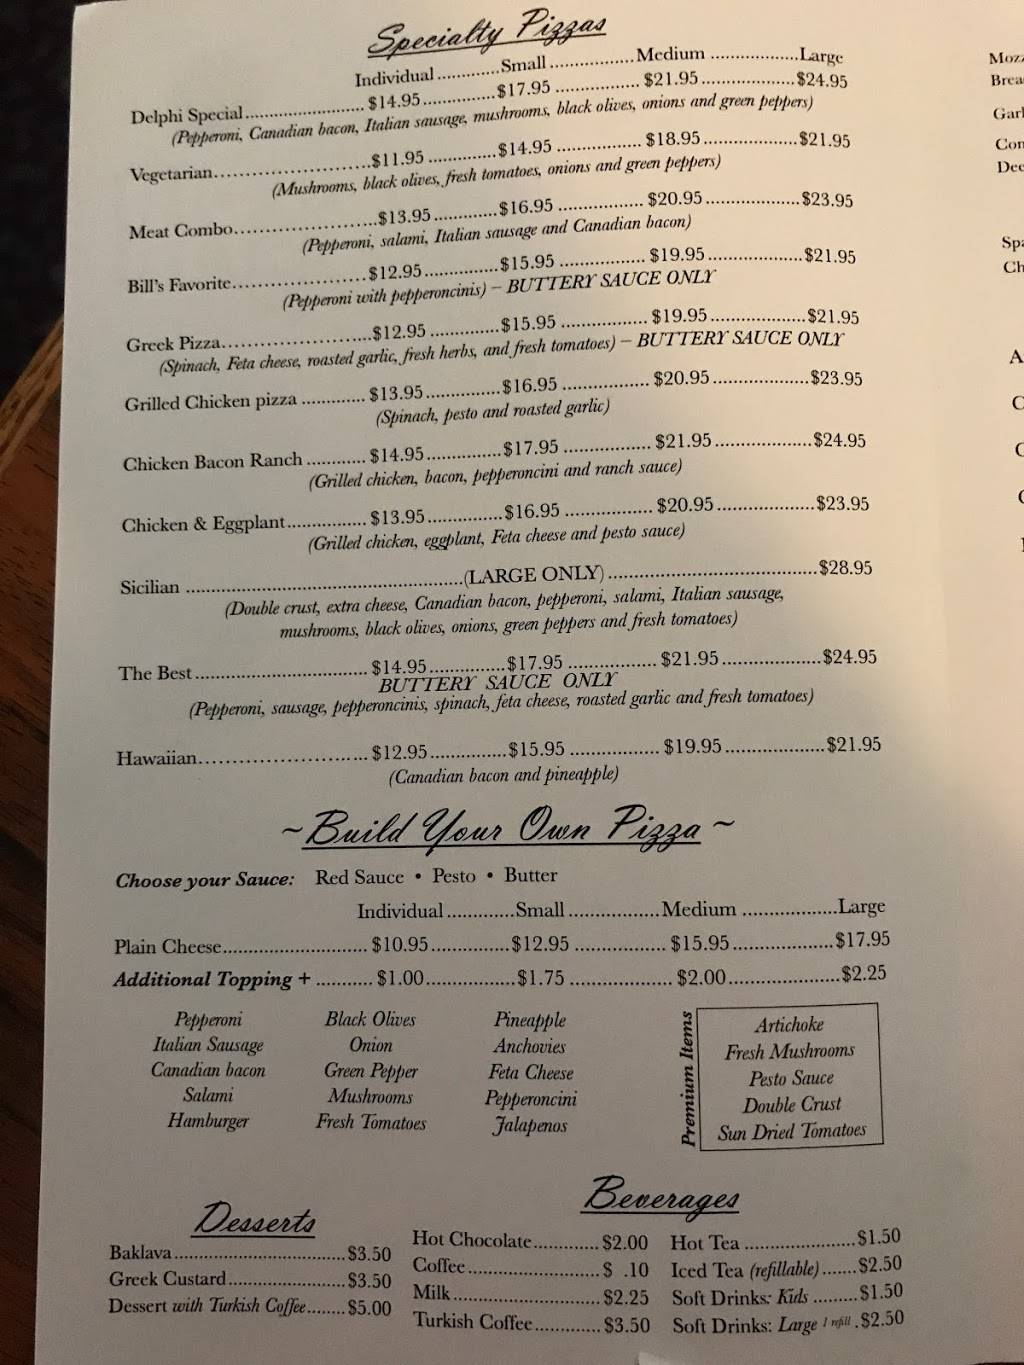 Specialty Pizzas
Individual.............Small ..................Medium ...................Large
Delphi Special......................... $14.95...............$17.95 .................. $21.95....................$24.95
(Pepperoni, Canadian bacon, Italian sausage, mushrooms, black olives, onions and green peppers)
Vegetarian.................................$11.95 ..............$14.95 .................. $18.95....................$21.95
(Mushrooms, black olives, fresh tomatoes, onions and green peppers)
Meat Combo..............................$13.95.............$16.95 .................. $20.95....................$23.95
(Pepperoni, salami, Italian sausage and Canadian bacon)
Bill's Favorite............................$12.95...............$15.95 .................. $19.95....................$21.95
(Pepperoni with pepperoncinis) – BUTTERY SAUCE ONLY
Greek Pizza...............................$12.95 ..............$15.95 .................. $19.95....................$21.95
(Spinach, Feta cheese, roasted garlic, fresh herbs, and fresh tomatoes) – BUTTERY SAUCE ONLY
Grilled Chicken pizza ............. $13.95................$16.95 .................. $20.95....................$23.95
(Spinach, pesto and roasted garlic)
Chicken Bacon Ranch ............ $14.95................$17.95 .................. $21.95....................$24.95
(Grilled chicken, bacon, pepperoncini and ranch sauce)
Chicken & Eggplant................ $13.95...............$16.95 .................. $20.95....................$23.95
(Grilled chicken, eggplant, Feta cheese and pesto sauce)
Sicilian ........................................................(LARGE ONLY)...........................................$28.95
(Double crust, extra cheese, Canadian bacon, pepperoni, salami, Italian sausage,
mushrooms, black olives, onions, green peppers and fresh tomatoes)
The Best................................... $14.95................$17.95 .................. $21.95....................$24.95
BUTTERY SAUCE ONLY
(Pepperoni, sausage, pepperoncinis, spinach, feta cheese, roasted garlic and fresh tomatoes)
Hawaiian.................................. $12.95................$15.95 .................. $19.95....................$21.95
(Canadian bacon and pineapple)
~Build Your Own Pizza~
Choose your Sauce: Red Sauce • Pesto • Butter
Individual..............Small...................Medium ...................Large
Plain Cheese............................. $10.95.................$12.95 ................... $15.95....................$17.95
Additional Topping + ........... $1.00..................$1.75 ..................... $2.00......................$2.25
Pepperoni Black Olives Pineapple
Italian Sausage Onion Anchovies
Canadian bacon Green Pepper Feta Cheese
Salami Mushrooms Pepperoncini
Hamburger Fresh Tomatoes Jalapenos
Premium Items
Artichoke
Fresh Mushrooms
Pesto Sauce
Double Crust
Sun Dried Tomatoes
Desserts
Baklava..................................$3.50
Greek Custard.......................$3.50
Dessert with Turkish Coffee........$5.00
Beverages
Hot Chocolate............. $2.00
Coffee.......................... $ .10
Milk.............................. $2.25
Turkish Coffee............. $3.50
Hot Tea ......................$1.50
Iced Tea (refillable).......$2.50
Soft Drinks: Kids .........$1.50
Soft Drinks: Large 1 refill .$2.50